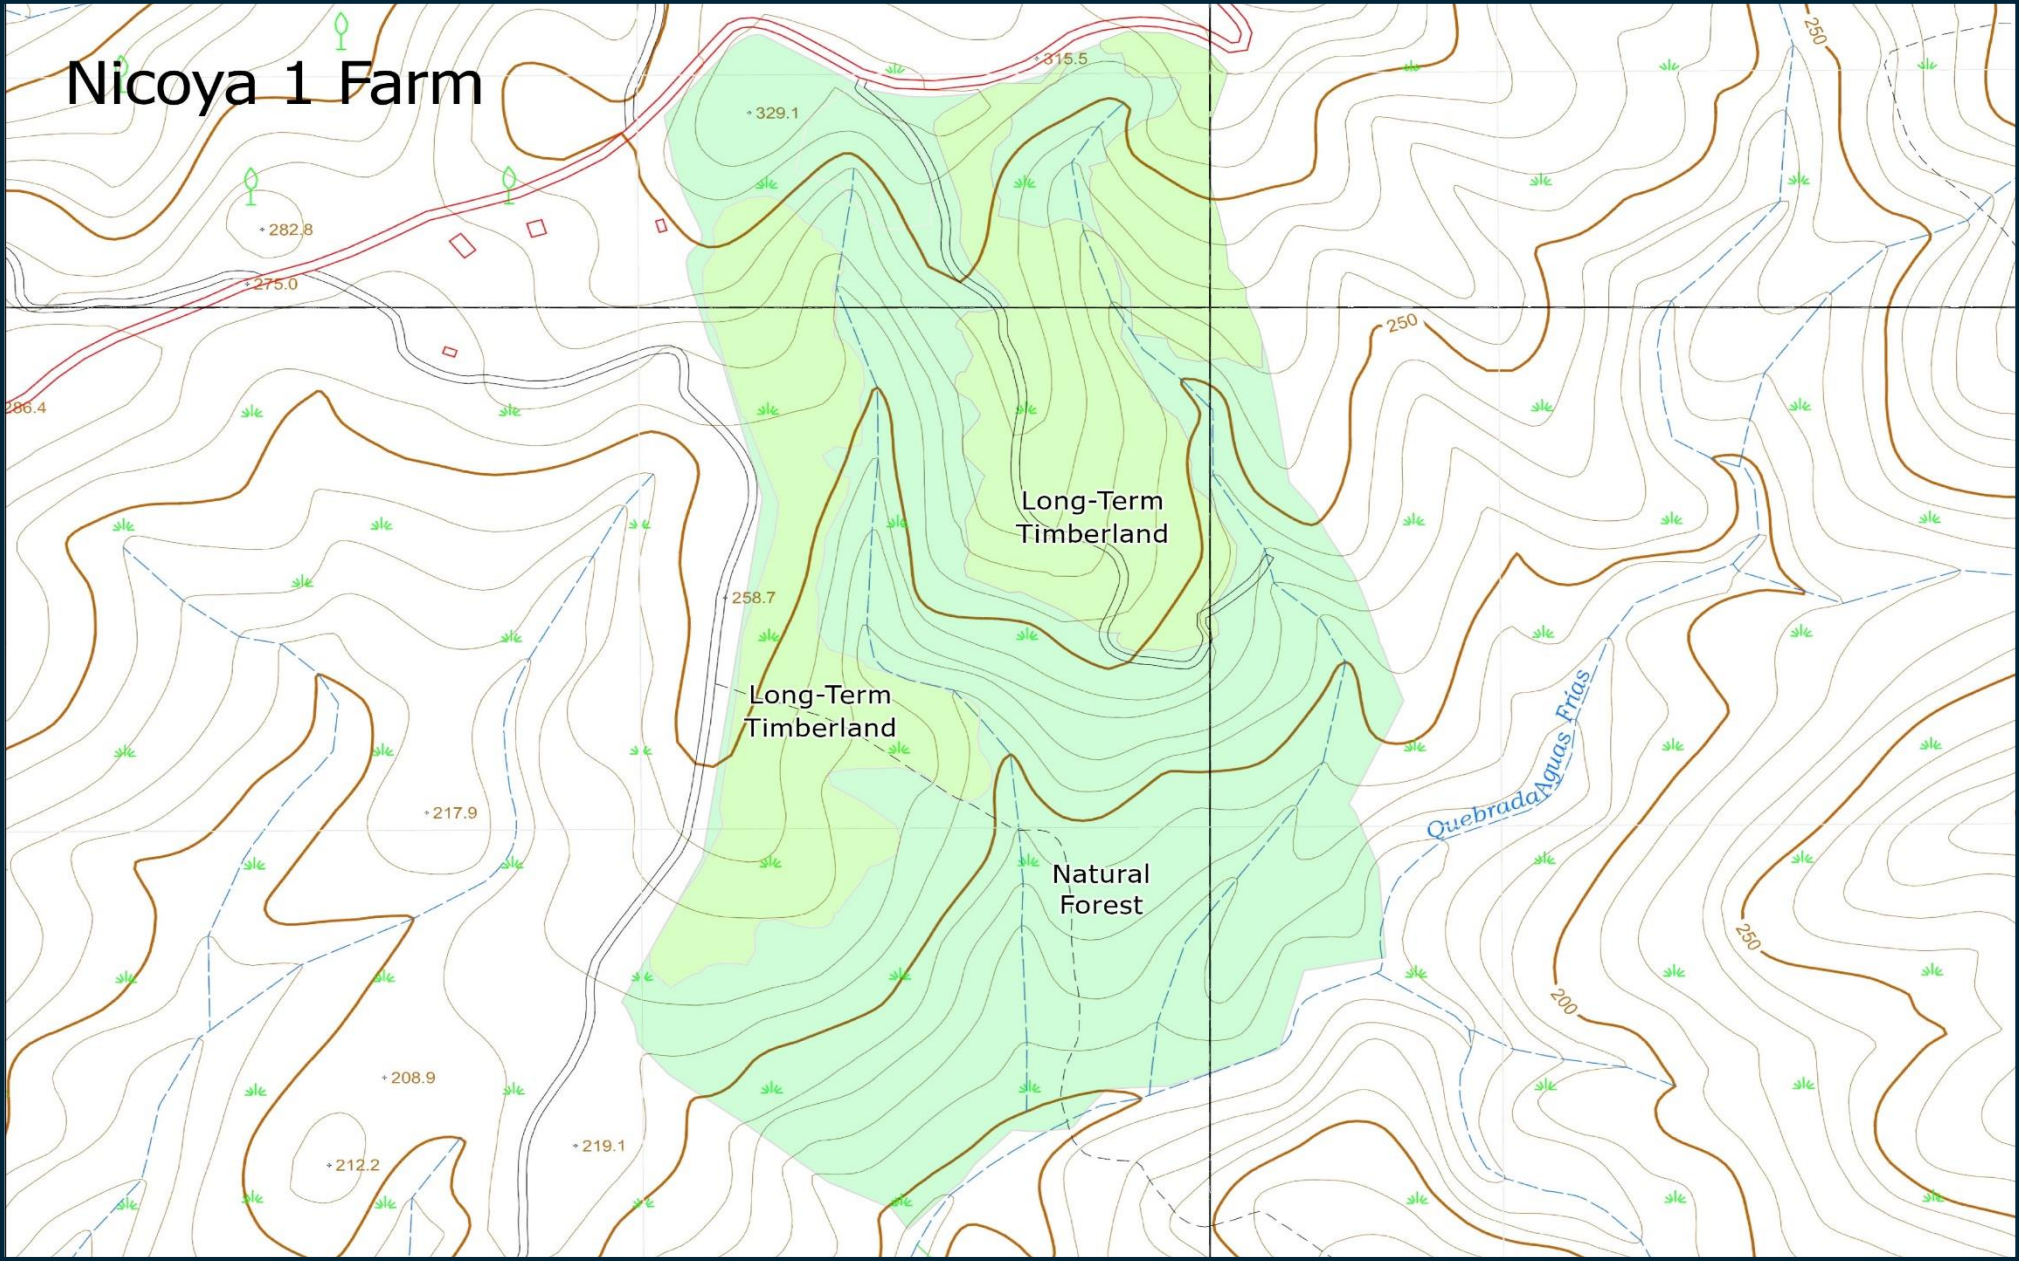 250
315.5
Nicoya 1 Farm
329.1
282.8
275.0
250
286.4
Long-Term
Timberland
258.7
Long-Term
Timberland
Quebrada Aguas Frías
217.9
Natural
Forest
250
200
208.9
219.1
212.2